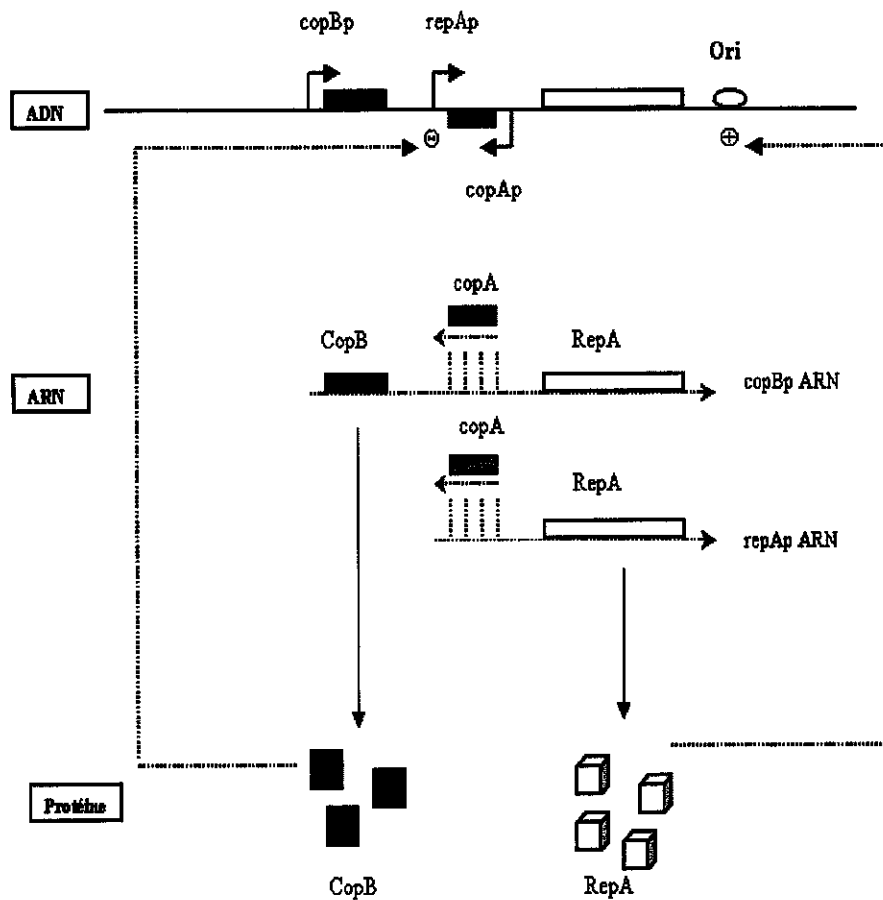 copBp
repAp
Ori
ADN
copAp
copA
CopB
RepA
ARN
copBp ARN
copA
RepA
repAp ARN
Protéine
CopB
RepA